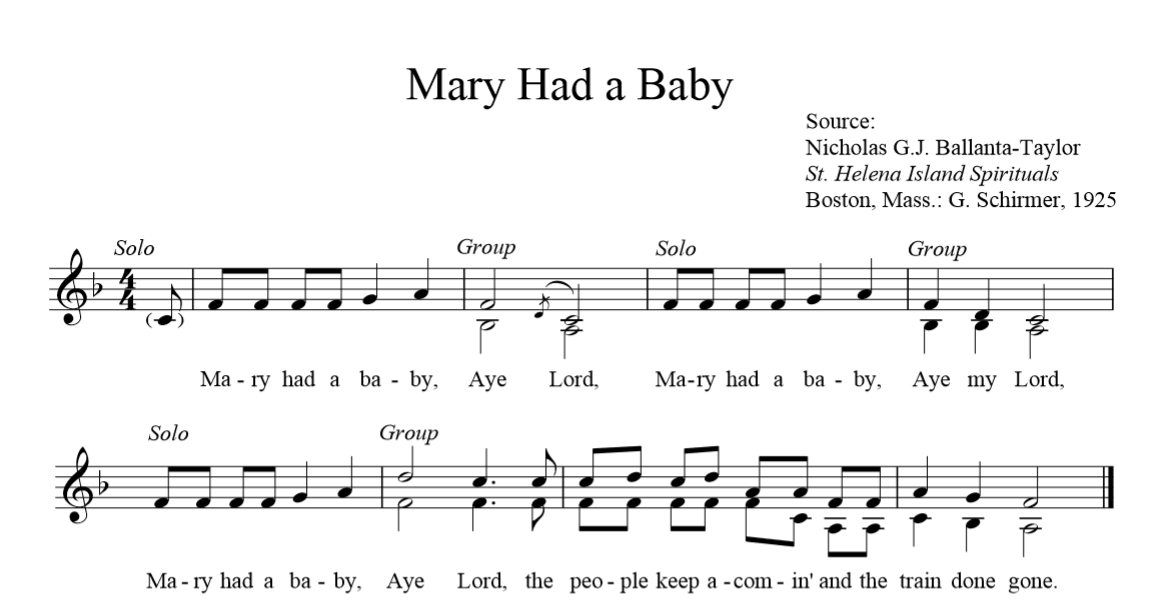 Mary Had a Baby
Source:
Nicholas G.J. Ballanta-Taylor
St. Helena Island Spirituals
Boston, Mass.: G. Schirmer, 1925
Solo Group Solo Group
4
4
( )
Ma - ry had a ba - by, Aye Lord, Ma-ry had a ba - by, Aye my Lord,
Solo Group
Ma - ry had a ba - by, Aye Lord, the peo - ple keep a - com - in' and the train done gone.